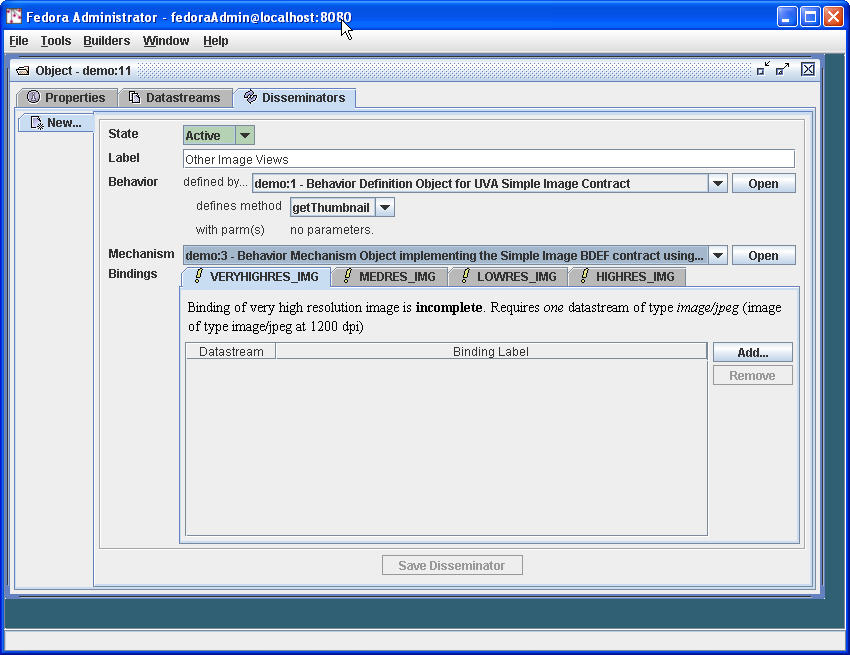 Fedora Administrator - fedoraAdmin@localhost:8080
File Tools Builders Window Help
Object - demo:11
Properties Datastreams Disseminators
New...
State Active
Label Other Image Views
Behavior defined by... demo:1 - Behavior Definition Object for UVA Simple Image Contract Open
defines method getThumbnail
with parm(s) no parameters.
Mechanism demo:3 - Behavior Mechanism Object implementing the Simple Image BDEF contract using... Open
Bindings VERYHIGHRES_IMG MEDRES_IMG LOWRES_IMG HIGHRES_IMG
Binding of very high resolution image is incomplete. Requires one datastream of type image/jpeg (image
of type image/jpeg at 1200 dpi)
Datastream Binding Label Add...
Remove
Save Disseminator